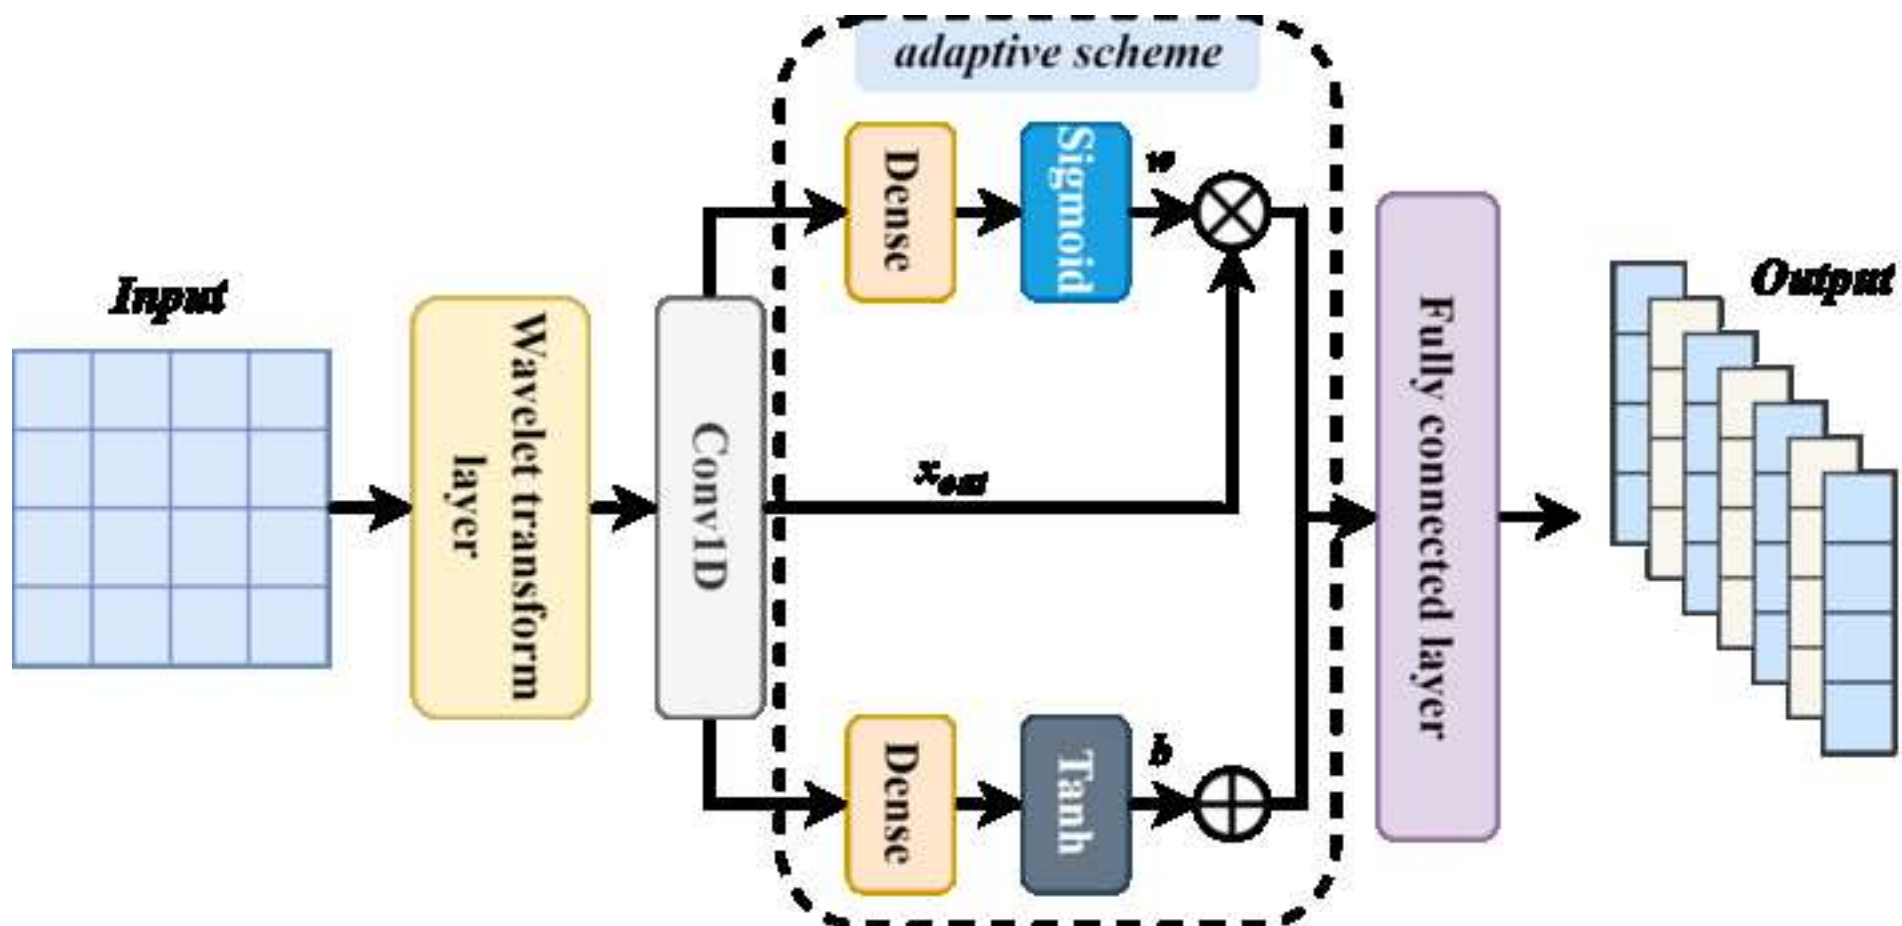 adaptive scheme
Input
Wavelet transform
layer
Conv1D
Dense
Sigmoid
w
x_out
Dense
Tanh
b
Fully connected layer
Output